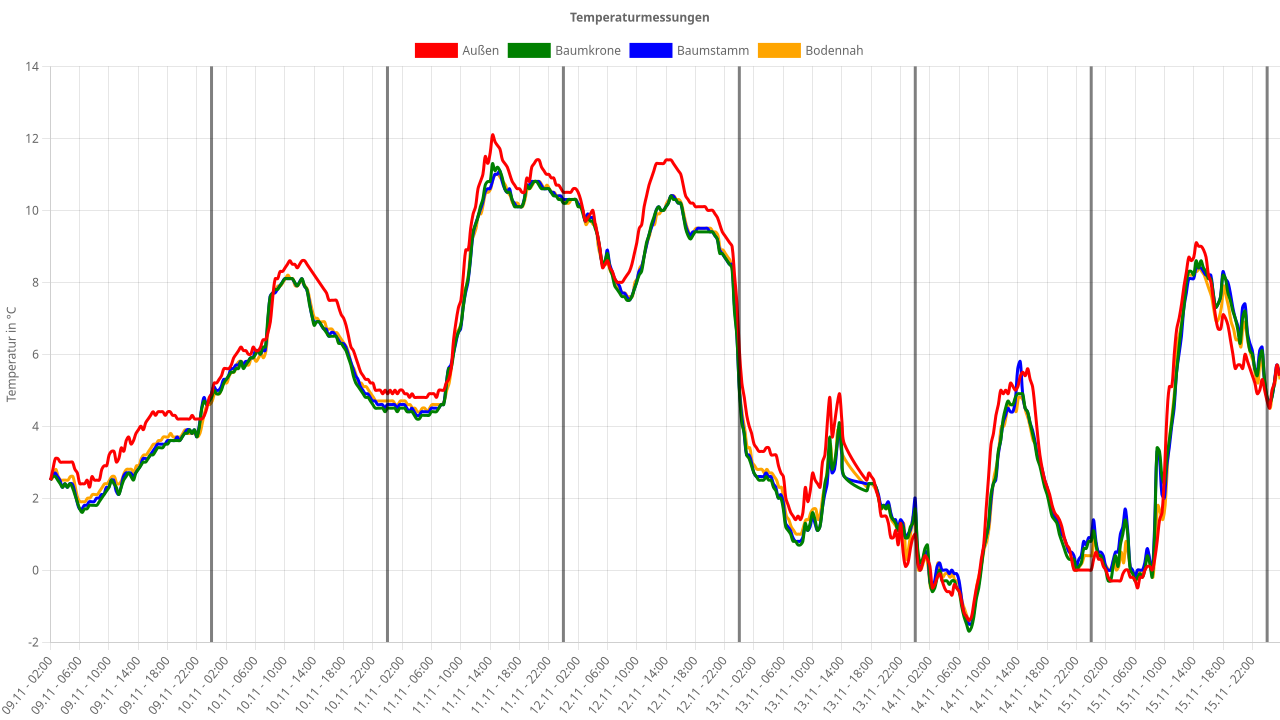 Temperaturmessungen
Außen Baumkrone Baumstamm Bodennah
Temperatur in °C
14
12
10
8
6
4
2
0
-2
09.11 - 02:00
09.11 - 06:00
09.11 - 10:00
09.11 - 14:00
09.11 - 18:00
09.11 - 22:00
10.11 - 02:00
10.11 - 06:00
10.11 - 10:00
10.11 - 14:00
10.11 - 18:00
10.11 - 22:00
11.11 - 02:00
11.11 - 06:00
11.11 - 10:00
11.11 - 14:00
11.11 - 18:00
11.11 - 22:00
12.11 - 02:00
12.11 - 06:00
12.11 - 10:00
12.11 - 14:00
12.11 - 18:00
12.11 - 22:00
13.11 - 02:00
13.11 - 06:00
13.11 - 10:00
13.11 - 14:00
13.11 - 18:00
13.11 - 22:00
14.11 - 02:00
14.11 - 06:00
14.11 - 10:00
14.11 - 14:00
14.11 - 18:00
14.11 - 22:00
15.11 - 02:00
15.11 - 06:00
15.11 - 10:00
15.11 - 14:00
15.11 - 18:00
15.11 - 22:00